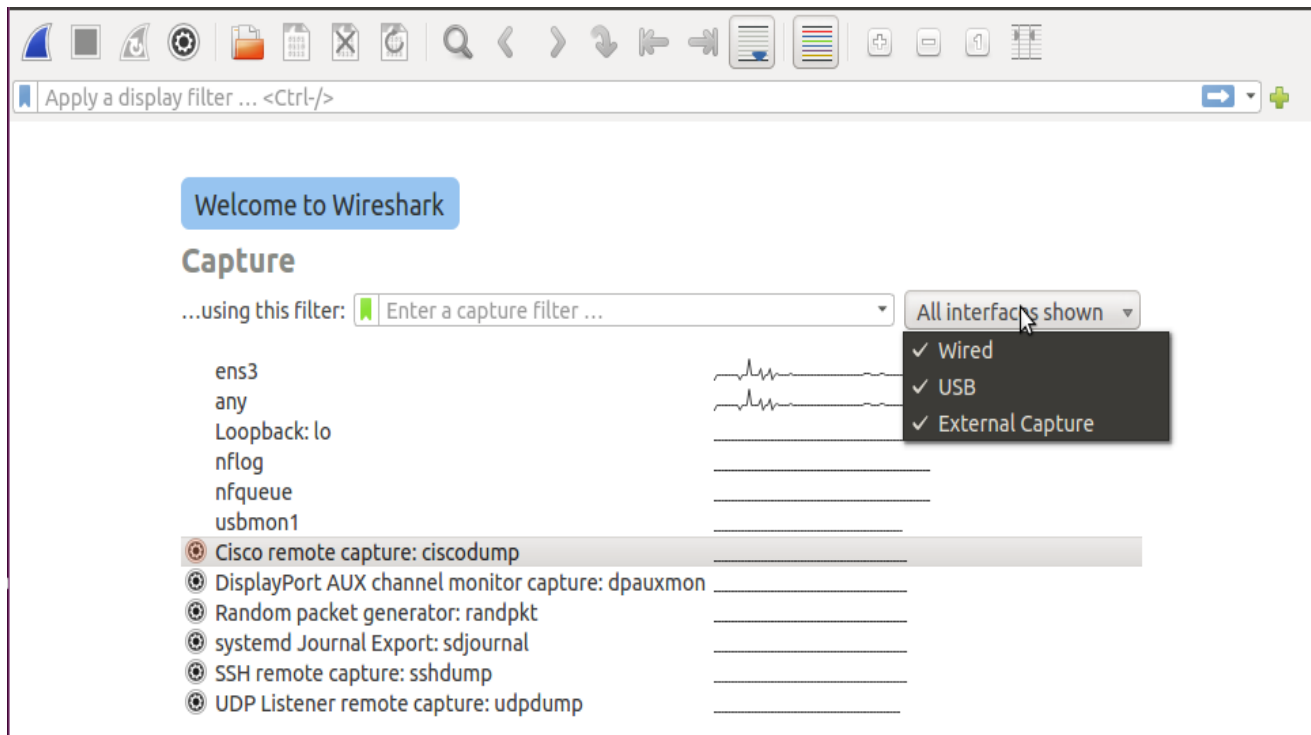 Apply a display filter … <Ctrl-/>
Welcome to Wireshark
Capture
…using this filter: Enter a capture filter … All interfaces shown
Wired
USB
External Capture
ens3
any
Loopback: lo
nflog
nfqueue
usbmon1
Cisco remote capture: ciscodump
DisplayPort AUX channel monitor capture: dpauxmon
Random packet generator: randpkt
systemd Journal Export: sdjournal
SSH remote capture: sshdump
UDP Listener remote capture: udpdump